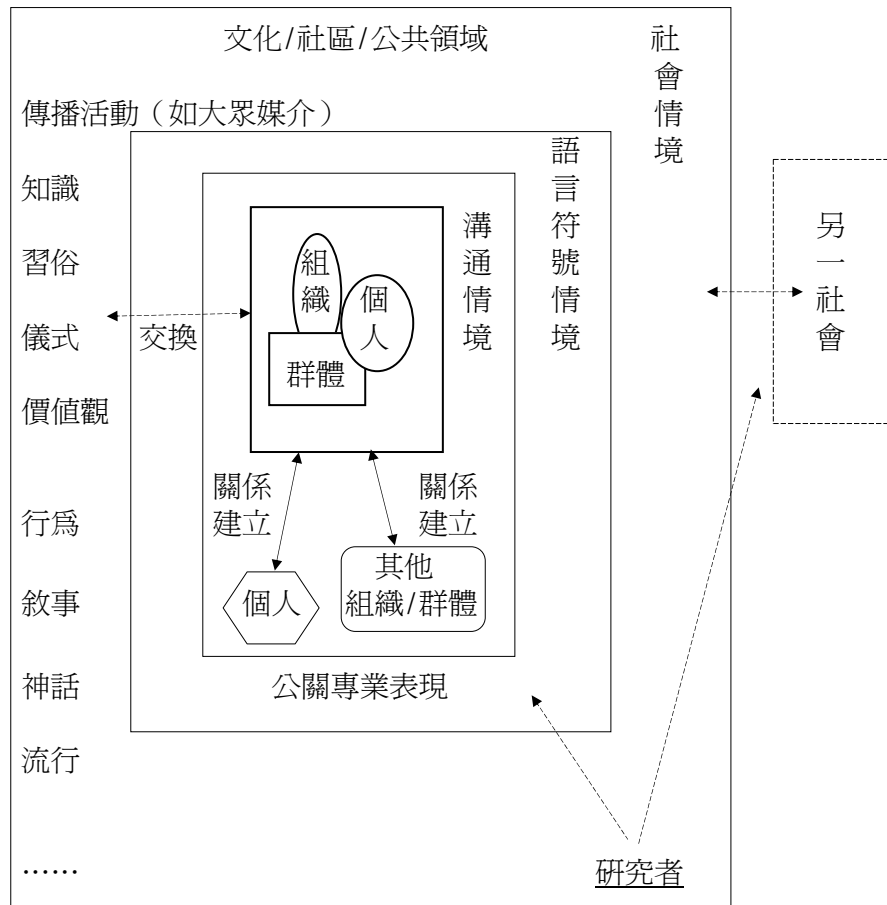 文化/社區/公共領域
社會情境
傳播活動（如大眾媒介）
語言符號情境
知識
溝通情境
另一社會
習俗
組織
個人
儀式
交換
群體
價值觀
關係建立
關係建立
行為
其他
組織/群體
敘事
個人
神話
公關專業表現
流行
研究者
……